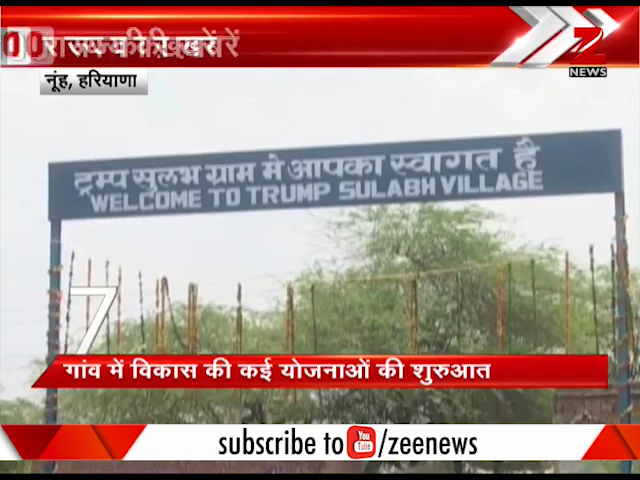 नूंह, हरियाणा
Z
NEWS
ट्रम्प सुलभ ग्राम मे आपका स्वागत है
WELCOME TO TRUMP SULABH VILLAGE
7
गांव में विकास की कई योजनाओं की शुरुआत
subscribe to You Tube /zeenews